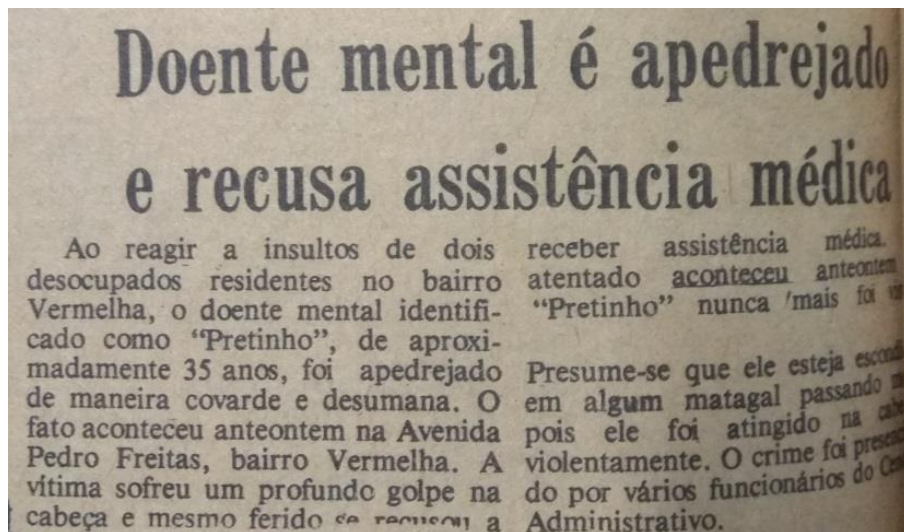 Doente mental é apedrejado
e recusa assistência médica
Ao reagir a insultos de dois
desocupados residentes no bairro
Vermelha, o doente mental identifi-
cado como "Pretinho", de aproxi-
madamente 35 anos, foi apedrejado
de maneira covarde e desumana. O
fato aconteceu anteontem na Avenida
Pedro Freitas, bairro Vermelha. A
vítima sofreu um profundo golpe na
cabeça e mesmo ferido se recusou a
receber assistência médica.
atentado aconteceu anteontem
"Pretinho" nunca 'mais foi
Presume-se que ele esteja
em algum matagal passando
pois ele foi atingido na
violentamente. O crime foi
do por vários funcionários do
Administrativo.